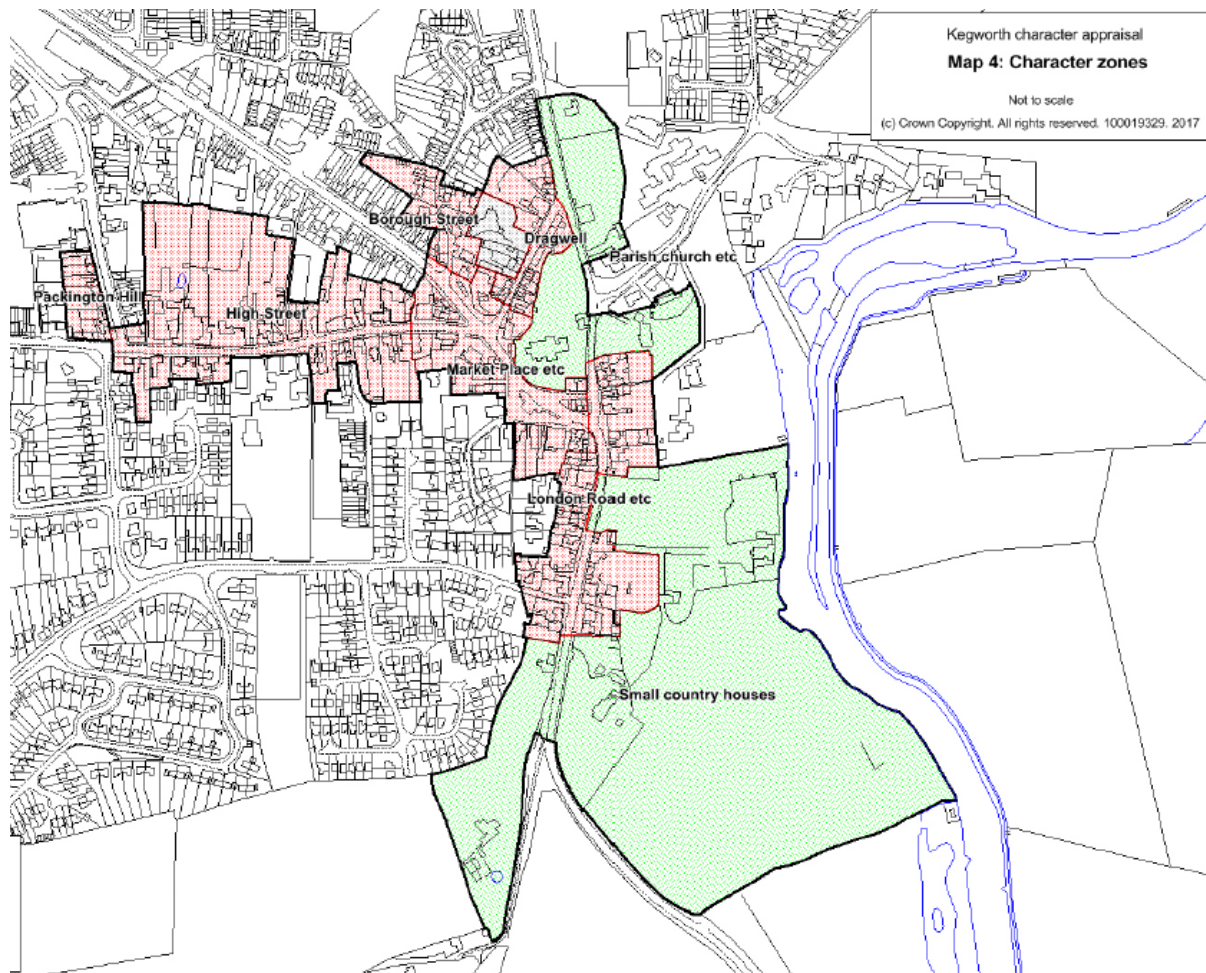 Kegworth character appraisal
Map 4: Character zones
Not to scale
(c) Crown Copyright. All rights reserved. 100019329. 2017
Borough Street
Dragwell
Parish church etc
Packington Hill
High Street
Market Place etc
London Road etc
Small country houses